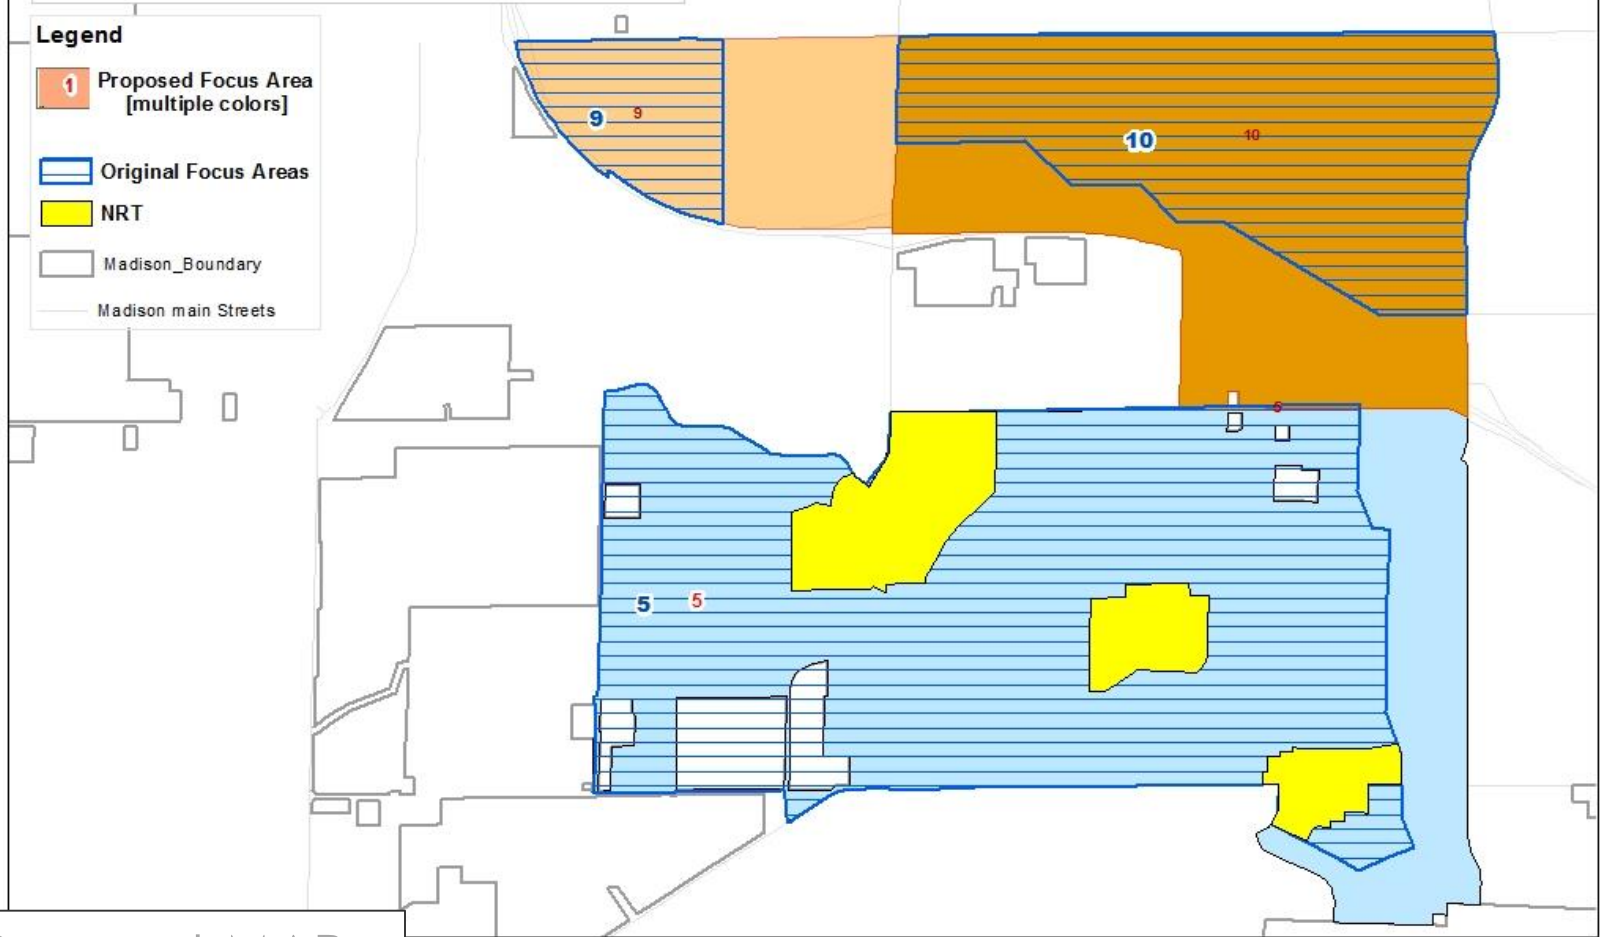 Legend
1 Proposed Focus Area
[multiple colors]
Original Focus Areas
NRT
Madison_Boundary
Madison main Streets
9 9
10 10
5
5 5